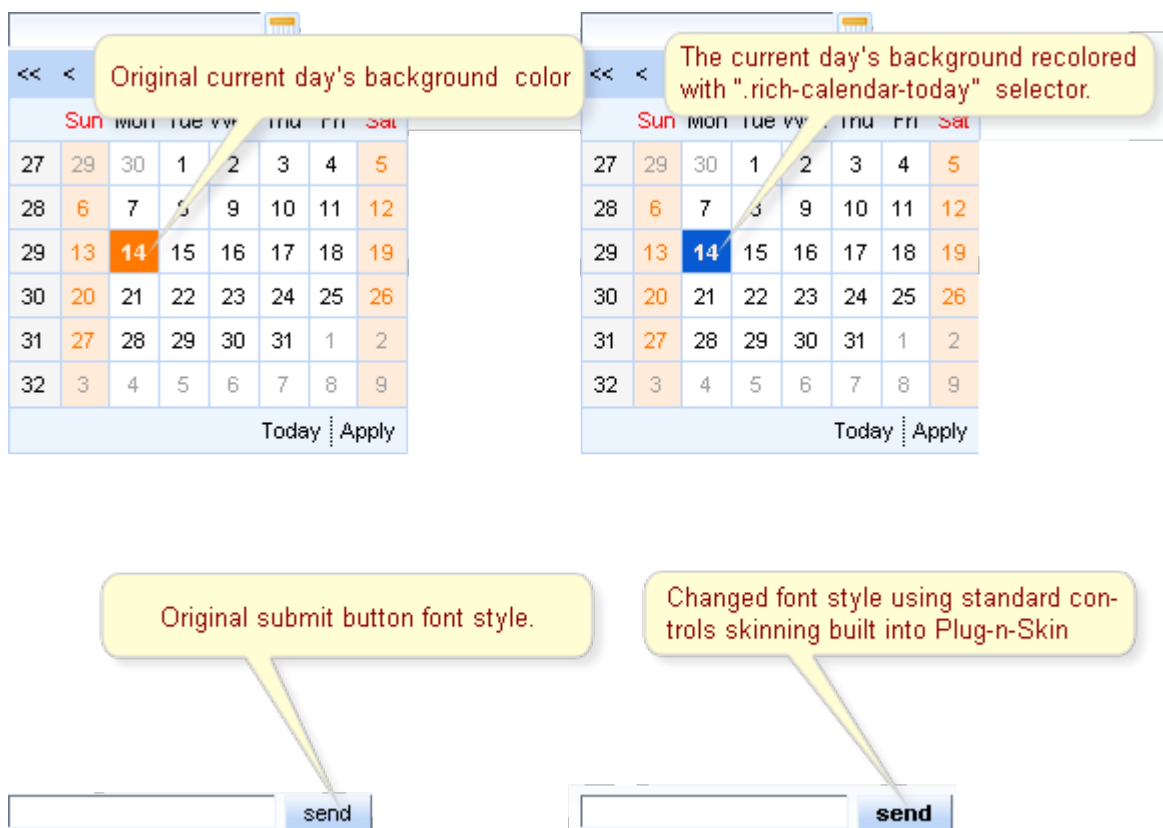 Original current day's background color
<< <
Sun Mon Tue Thu Fri Sat
27 29 30 1 2 3 4 5
28 6 7 8 9 10 11 12
29 13 14 15 16 17 18 19
30 20 21 22 23 24 25 26
31 27 28 29 30 31 1 2
32 3 4 5 6 7 8 9
Today Apply
The current day's background recolored
with ".rich-calendar-today" selector.
<< <
Sun Mon Tue Thu Fri Sat
27 29 30 1 2 3 4 5
28 6 7 8 9 10 11 12
29 13 14 15 16 17 18 19
30 20 21 22 23 24 25 26
31 27 28 29 30 31 1 2
32 3 4 5 6 7 8 9
Today Apply
Original submit button font style.
send
Changed font style using standard con-
trols skinning built into Plug-n-Skin
send